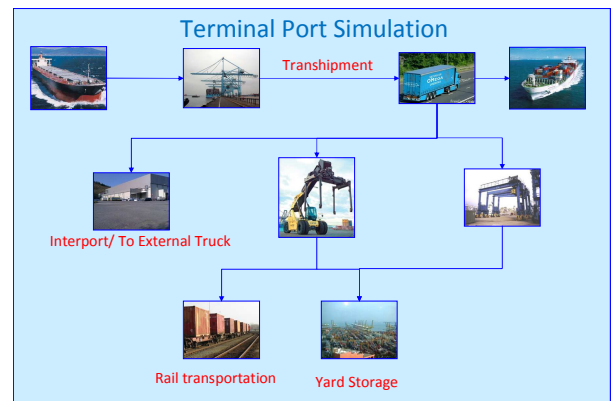 Terminal Port Simulation
Transhipment
Interport/ To External Truck
Rail transportation
Yard Storage